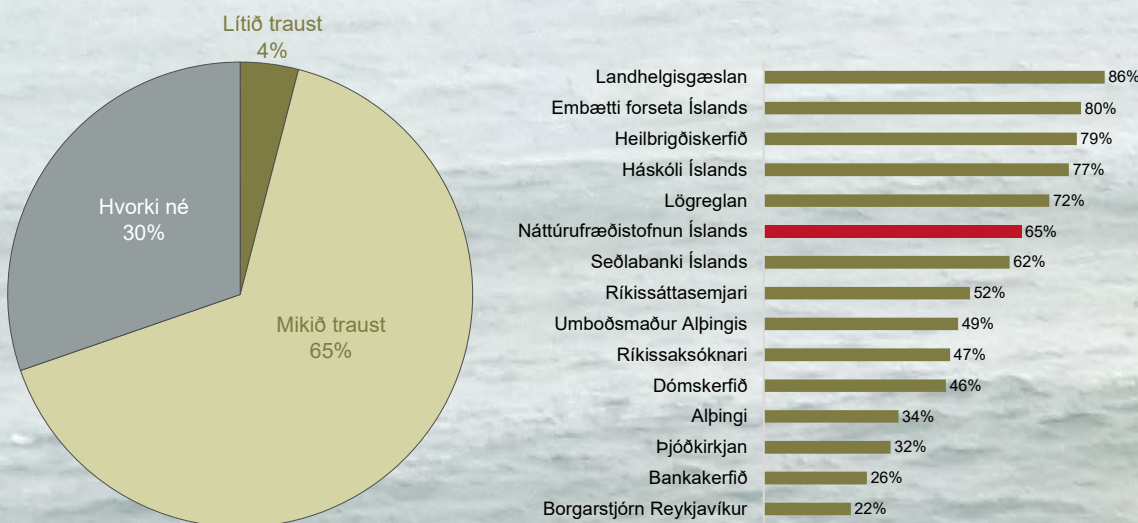 Lítið traust
4%
Hvorki né
30%
Mikið traust
65%
Landhelgisgæslan 86%
Embætti forseta Íslands 80%
Heilbrigðiskerfið 79%
Háskóli Íslands 77%
Lögreglan 72%
Náttúrufræðistofnun Íslands 65%
Seðlabanki Íslands 62%
Ríkissáttasemjari 52%
Umboðsmaður Alþingis 49%
Ríkissaksóknari 47%
Dómskerfið 46%
Alþingi 34%
Þjóðkirkjan 32%
Bankakerfið 26%
Borgarstjórn Reykjavíkur 22%